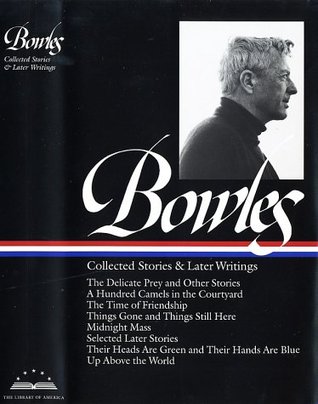 Bowles
Collected Stories
& Later Writings
THE LIBRARY OF AMERICA
Bowles
Collected Stories & Later Writings
The Delicate Prey and Other Stories
A Hundred Camels in the Courtyard
The Time of Friendship
Things Gone and Things Still Here
Midnight Mass
Selected Later Stories
Their Heads Are Green and Their Hands Are Blue
Up Above the World